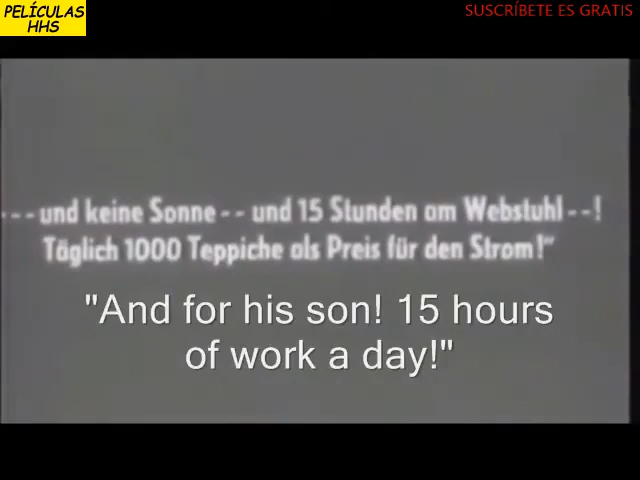 PELÍCULAS
HHS
SUSCRÍBETE ES GRATIS
--- und keine Sonne -- und 15 Stunden am Webstuhl --!
Täglich 1000 Teppiche als Preis für den Strom!"
"And for his son! 15 hours
of work a day!"